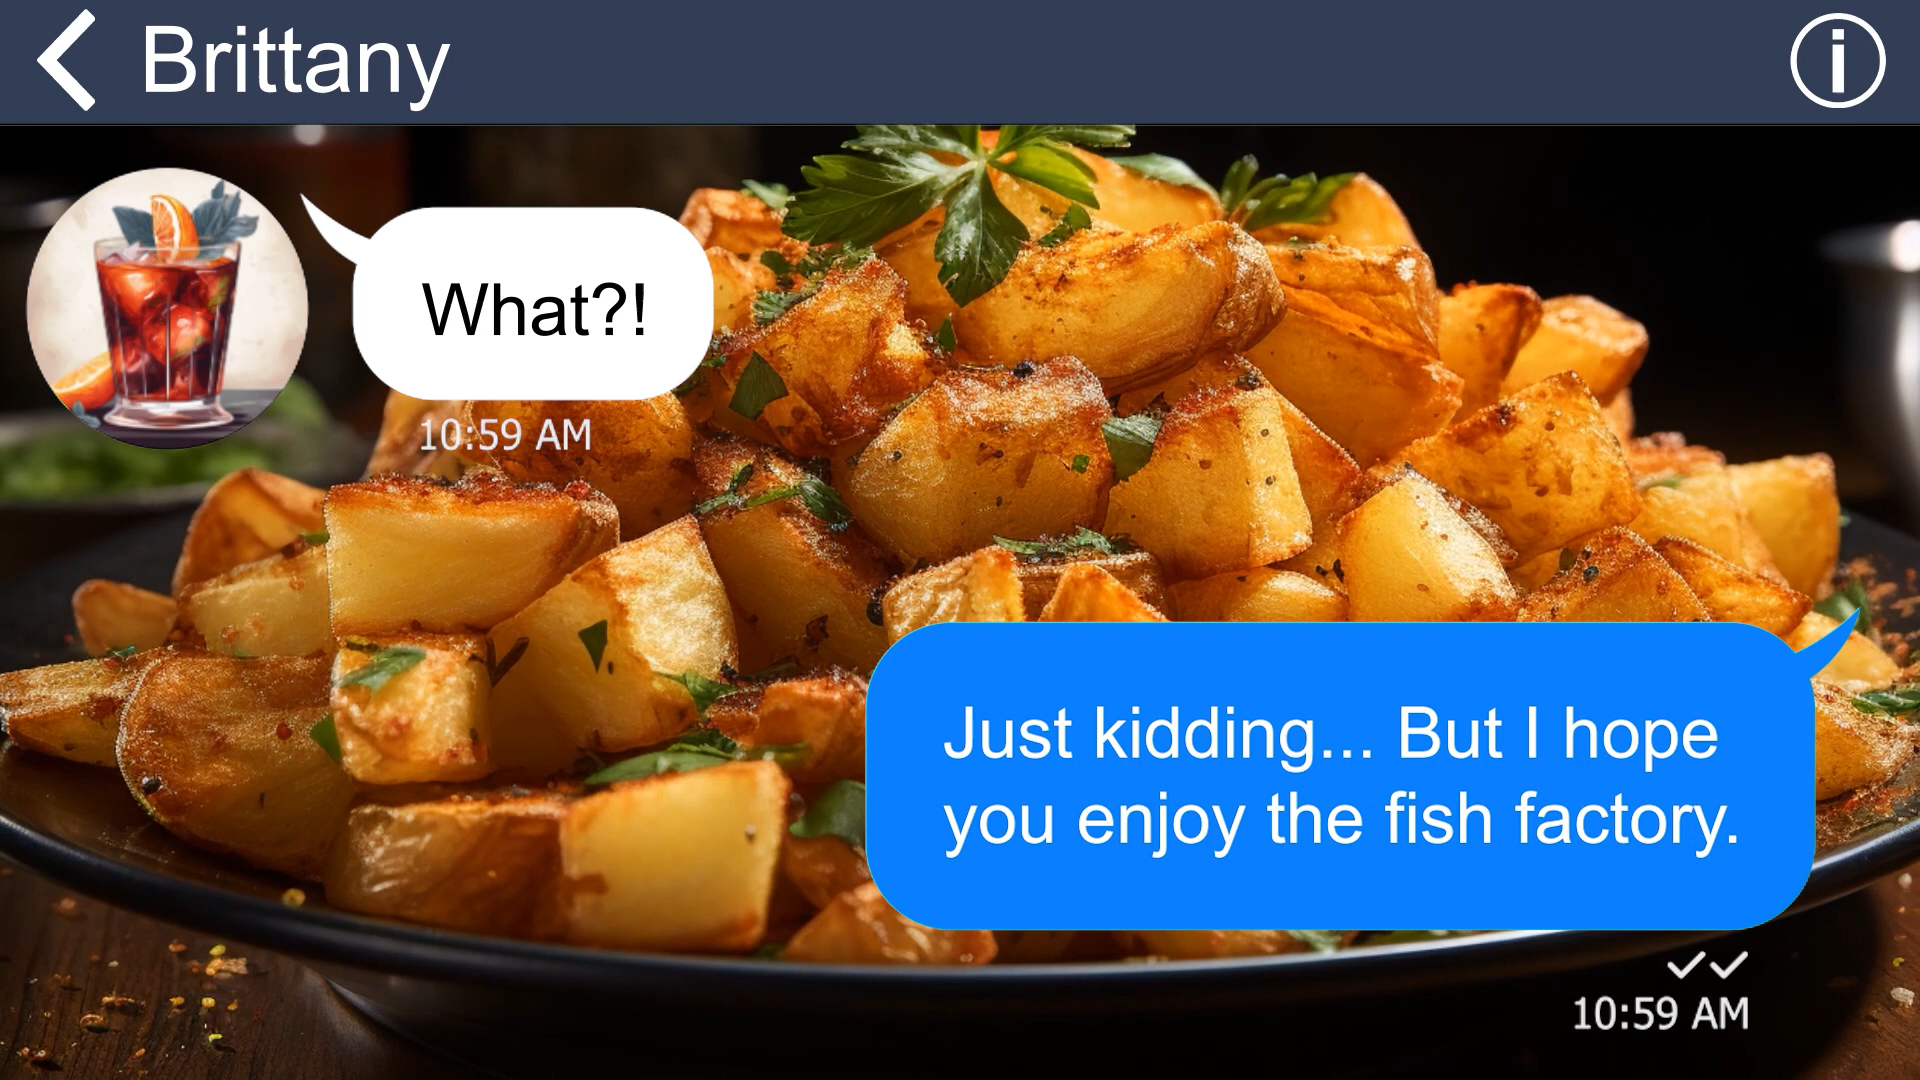 Brittany
What?!
10:59 AM
Just kidding... But I hope
you enjoy the fish factory.
10:59 AM